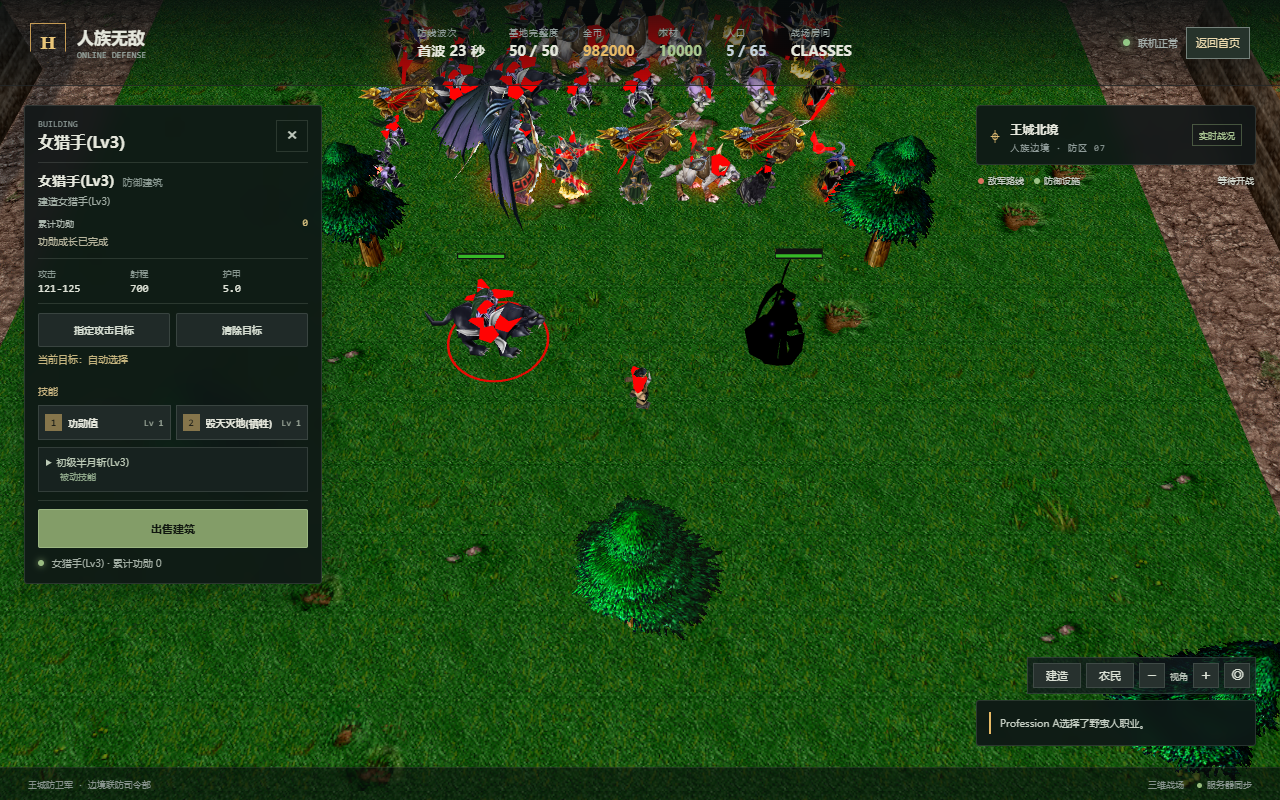 H
人族无敌
ONLINE DEFENSE
防线波次
首波 23 秒
基地完整度
50 / 50
金币
982000
木材
10000
人口
5 / 65
战场房间
CLASSES
联机正常
返回首页
BUILDING
女猎手(Lv3)
×
女猎手(Lv3) 防御建筑
建造女猎手(Lv3)
累计功勋 0
功勋成长已完成
攻击 射程 护甲
121-125 700 5.0
指定攻击目标 清除目标
当前目标：自动选择
技能
1 功勋值 Lv 1
2 毁天灭地(牺牲) Lv 1
▶ 初级半月斩(Lv3)
被动技能
出售建筑
女猎手(Lv3) · 累计功勋 0
王城北境
人族边境 · 防区 07
实时战况
敌军路线 防御设施 等待开战
建造 农民 − 视角 + ◎
Profession A选择了野蛮人职业。
王城防卫军 · 边境联防司令部
三维战场 服务器同步